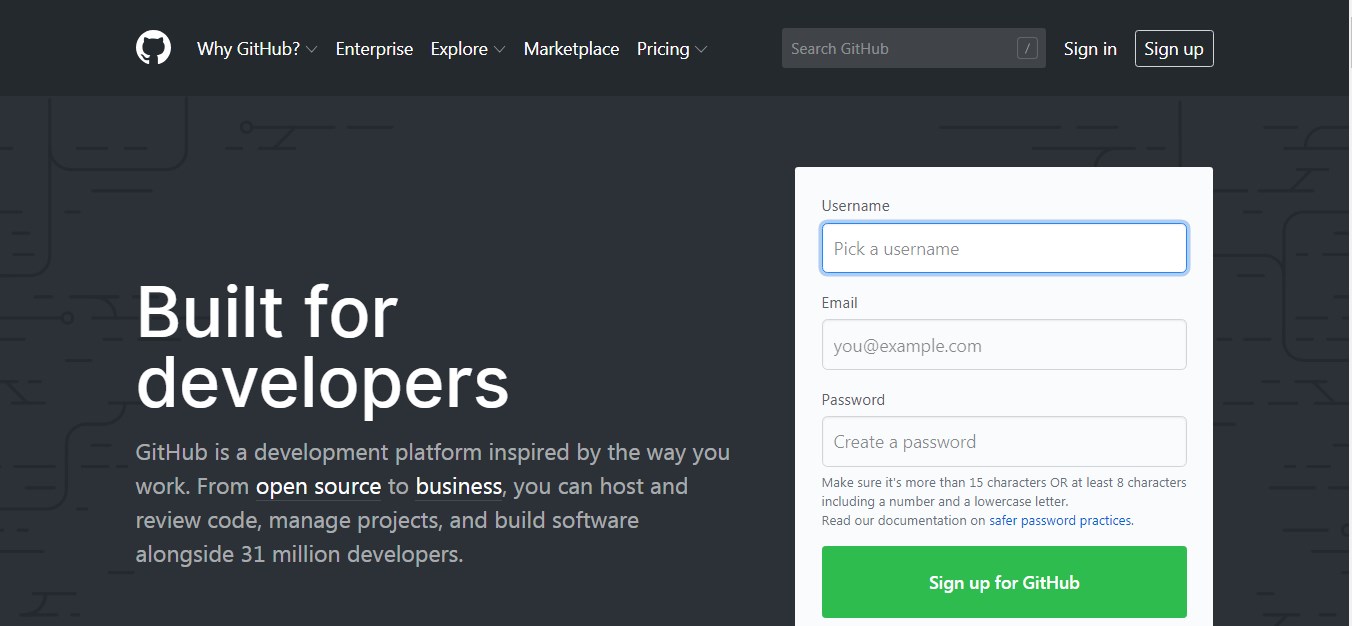 Why GitHub? Enterprise Explore Marketplace Pricing Search GitHub / Sign in Sign up
Username
Pick a username
Email
you@example.com
Password
Create a password
Make sure it's more than 15 characters OR at least 8 characters
including a number and a lowercase letter.
Read our documentation on safer password practices.
Sign up for GitHub
Built for
developers
GitHub is a development platform inspired by the way you
work. From open source to business, you can host and
review code, manage projects, and build software
alongside 31 million developers.